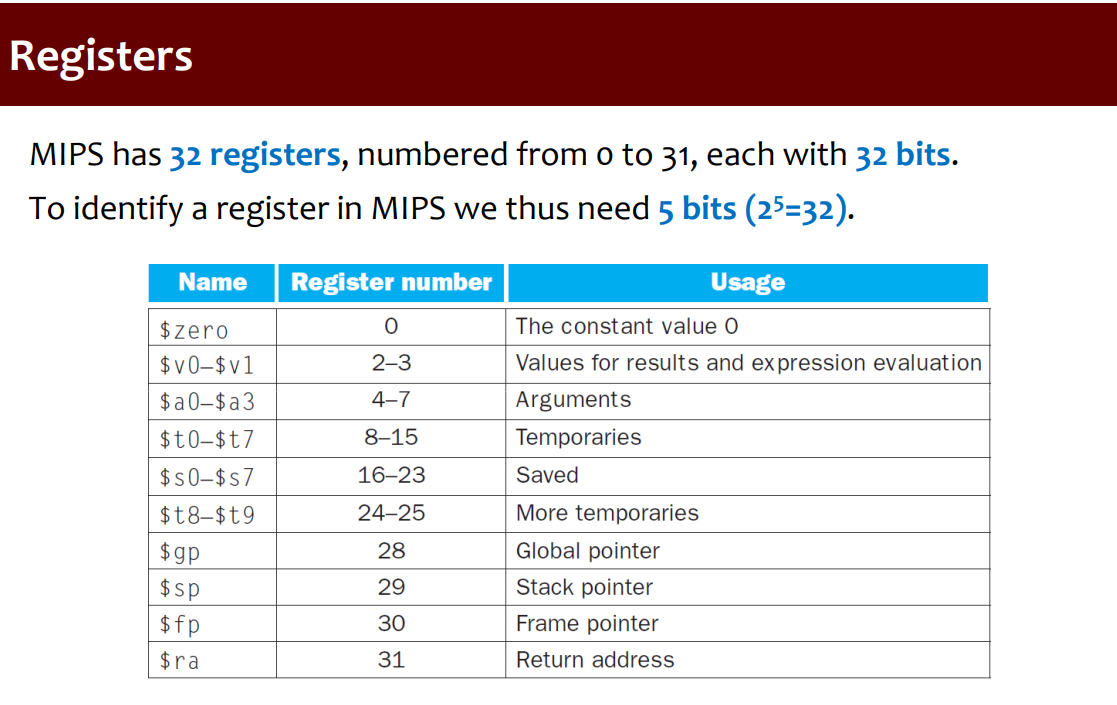 Registers
MIPS has 32 registers, numbered from 0 to 31, each with 32 bits.
To identify a register in MIPS we thus need 5 bits (2⁵=32).
Name Register number Usage
$zero 0 The constant value 0
$v0–$v1 2–3 Values for results and expression evaluation
$a0–$a3 4–7 Arguments
$t0–$t7 8–15 Temporaries
$s0–$s7 16–23 Saved
$t8–$t9 24–25 More temporaries
$gp 28 Global pointer
$sp 29 Stack pointer
$fp 30 Frame pointer
$ra 31 Return address